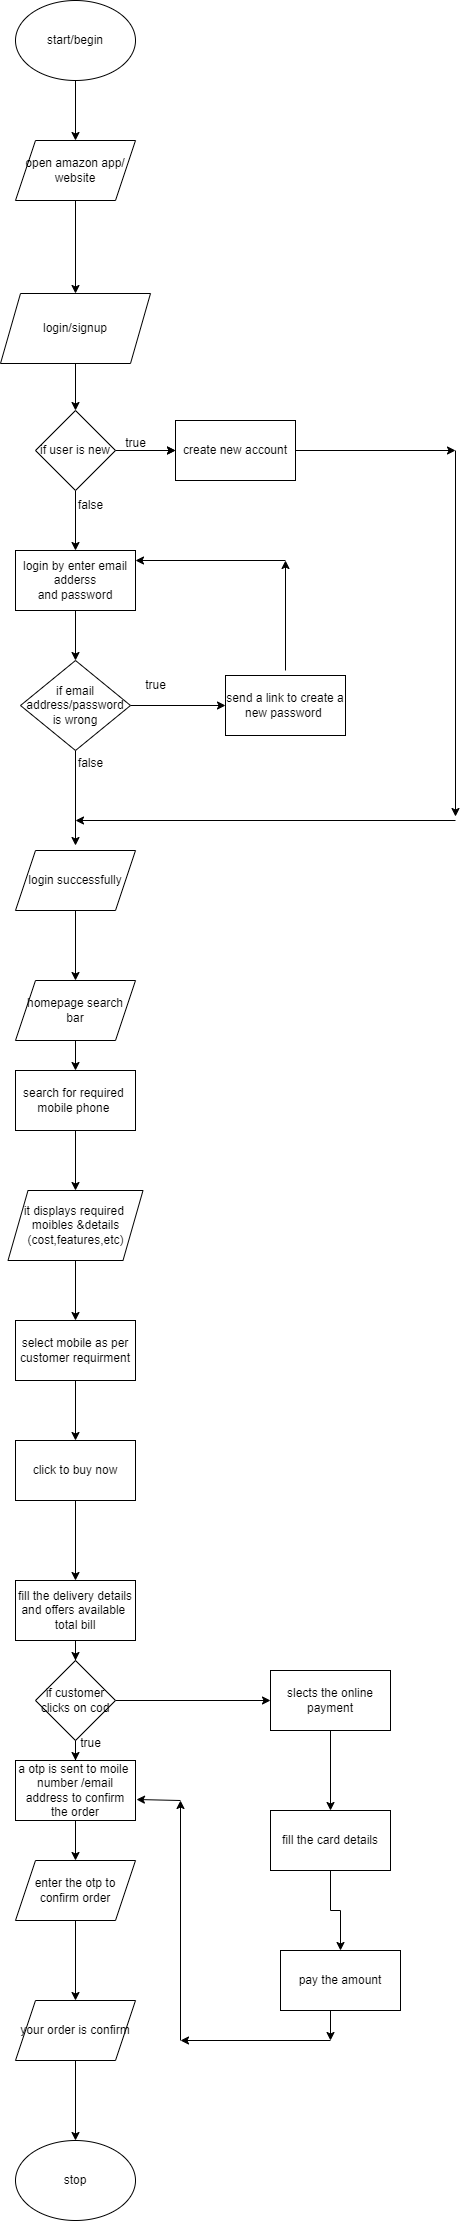 start/begin
open amazon app/
website
login/signup
if user is new
true
create new account
false
login by enter email
adderss
and password
if email
address/password
is wrong
true
send a link to create a
new password
false
login successfully
homepage search
bar
search for required
mobile phone
it displays required
moibles &details
(cost,features,etc)
select mobile as per
customer requirment
click to buy now
fill the delivery details
and offers available
total bill
if customer
clicks on cod
slects the online
payment
true
a otp is sent to moile
number /email
address to confirm
the order
fill the card details
enter the otp to
confirm order
pay the amount
your order is confirm
stop